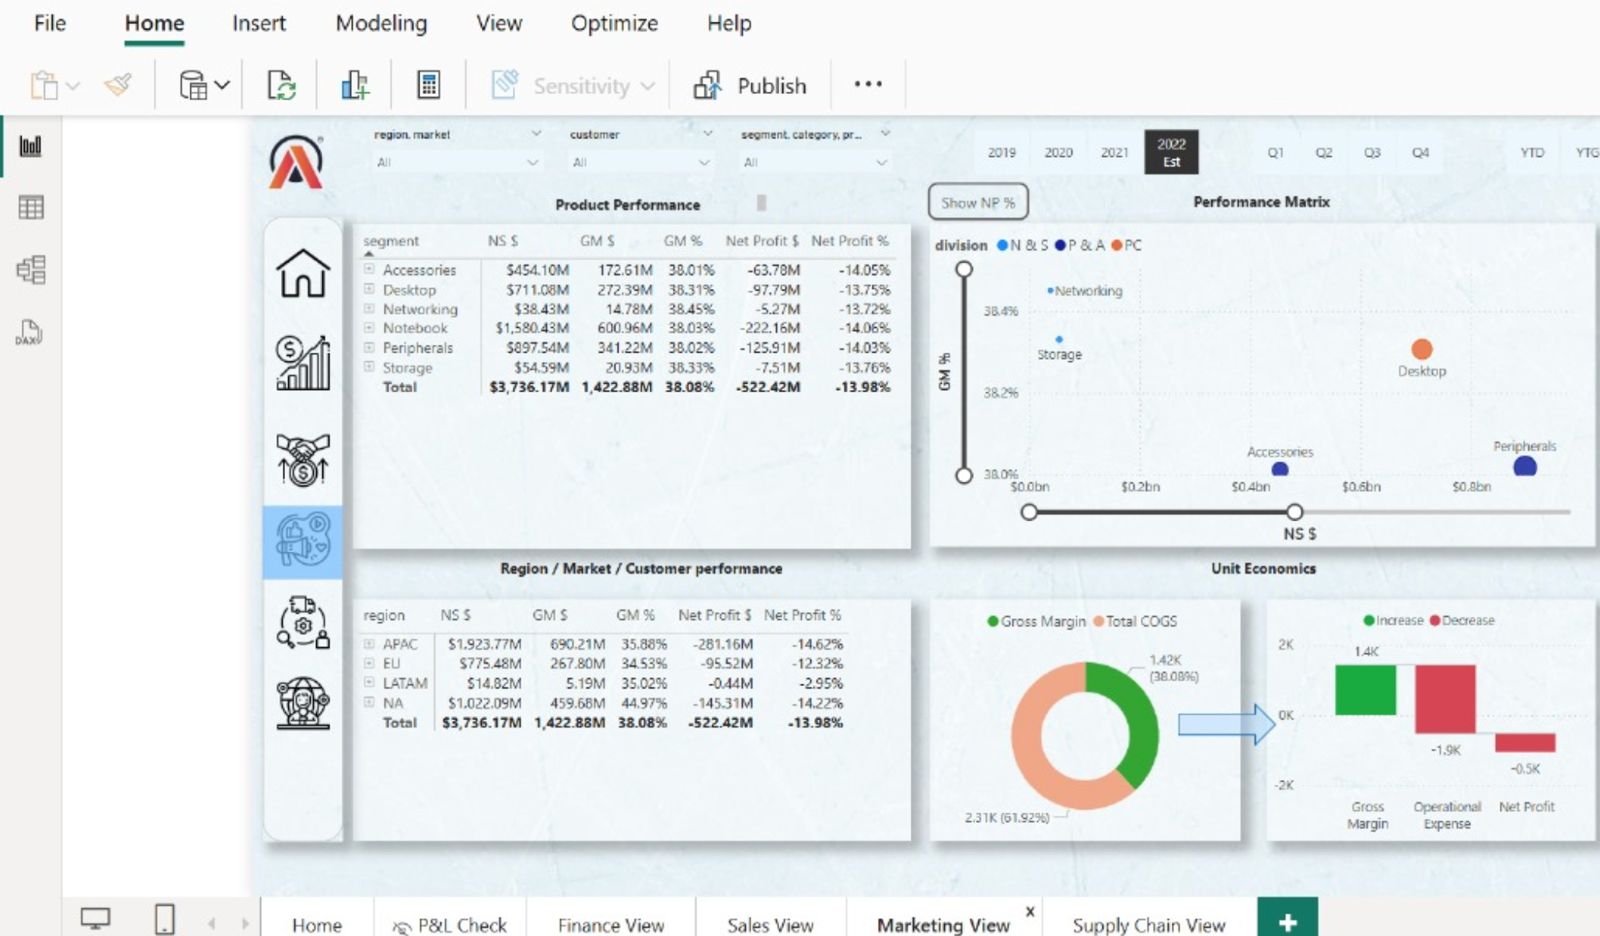 File Home Insert Modeling View Optimize Help
Sensitivity Publish ...
region, market customer segment, category, pr...
All All All
2019 2020 2021 2022 Est Q1 Q2 Q3 Q4 YTD YTG
Product Performance
segment NS $ GM $ GM % Net Profit $ Net Profit %
Accessories $454.10M 172.61M 38.01% -63.78M -14.05%
Desktop $711.08M 272.39M 38.31% -97.79M -13.75%
Networking $38.43M 14.78M 38.45% -5.27M -13.72%
Notebook $1,580.43M 600.96M 38.03% -222.16M -14.06%
Peripherals $897.54M 341.22M 38.02% -125.91M -14.03%
Storage $54.59M 20.93M 38.33% -7.51M -13.76%
Total $3,736.17M 1,422.88M 38.08% -522.42M -13.98%
Show NP %
Performance Matrix
division N & S P & A PC
GM %
38.4%
38.2%
38.0%
Networking
Storage
Desktop
Accessories
Peripherals
$0.0bn $0.2bn $0.4bn $0.6bn $0.8bn
NS $
Region / Market / Customer performance
region NS $ GM $ GM % Net Profit $ Net Profit %
APAC $1,923.77M 690.21M 35.88% -281.16M -14.62%
EU $775.48M 267.80M 34.53% -95.52M -12.32%
LATAM $14.82M 5.19M 35.02% -0.44M -2.95%
NA $1,022.09M 459.68M 44.97% -145.31M -14.22%
Total $3,736.17M 1,422.88M 38.08% -522.42M -13.98%
Unit Economics
Gross Margin Total COGS
1.42K
(38.08%)
2.31K (61.92%)
Increase Decrease
2K
0K
-2K
1.4K
-1.9K
-0.5K
Gross Margin
Operational Expense
Net Profit
DAX
Home P&L Check Finance View Sales View Marketing View x Supply Chain View +